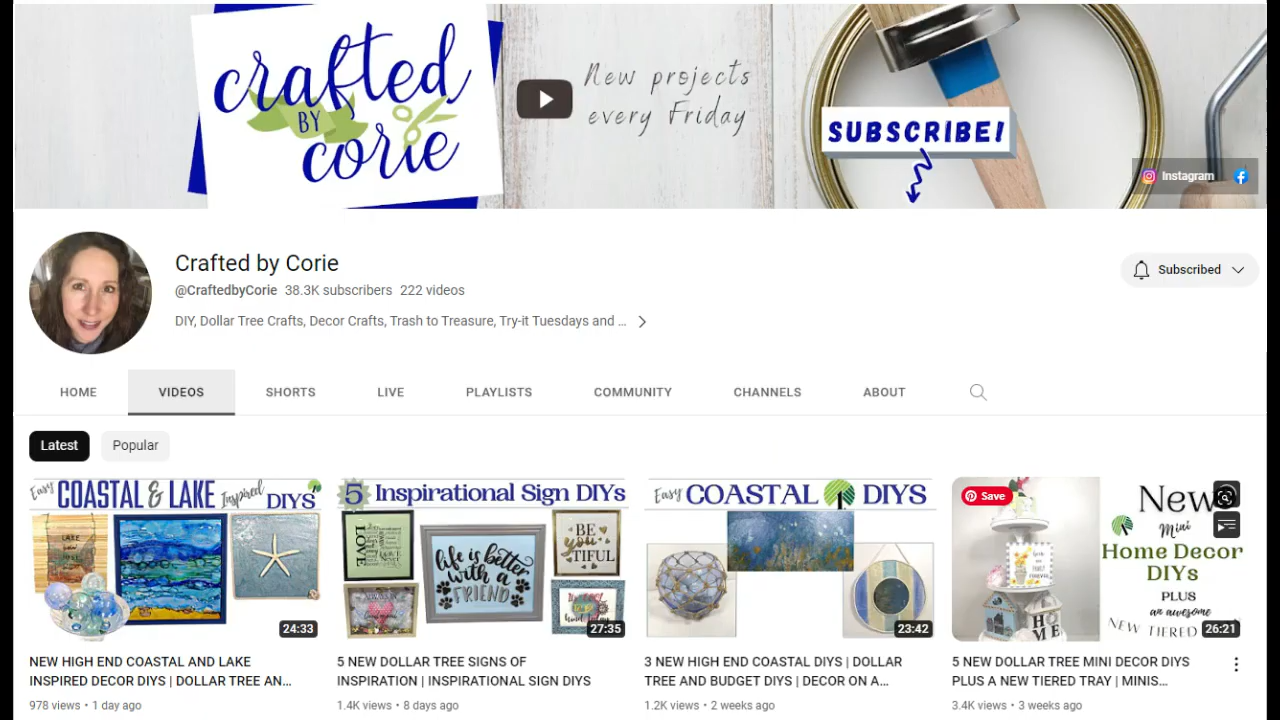 crafted
BY
corie
New projects
every Friday
SUBSCRIBE!
Instagram
Crafted by Corie
@CraftedbyCorie 38.3K subscribers 222 videos
DIY, Dollar Tree Crafts, Decor Crafts, Trash to Treasure, Try-it Tuesdays and ...
Subscribed
HOME VIDEOS SHORTS LIVE PLAYLISTS COMMUNITY CHANNELS ABOUT
Latest Popular
Easy COASTAL & LAKE Inspired DIYS
LAKE
24:33
5 Inspirational Sign DIYs
LOVE
life is better
with a
FRIEND
BE
you
TIFUL
27:35
Easy COASTAL DIYS
23:42
Save
New
Mini
Home Decor
DIYs
PLUS
an awesome
NEW TIERED
HOME
26:21
NEW HIGH END COASTAL AND LAKE
INSPIRED DECOR DIYS | DOLLAR TREE AN...
978 views • 1 day ago
5 NEW DOLLAR TREE SIGNS OF
INSPIRATION | INSPIRATIONAL SIGN DIYS
1.4K views • 8 days ago
3 NEW HIGH END COASTAL DIYS | DOLLAR
TREE AND BUDGET DIYS | DECOR ON A...
1.2K views • 2 weeks ago
5 NEW DOLLAR TREE MINI DECOR DIYS
PLUS A NEW TIERED TRAY | MINIS...
3.4K views • 3 weeks ago